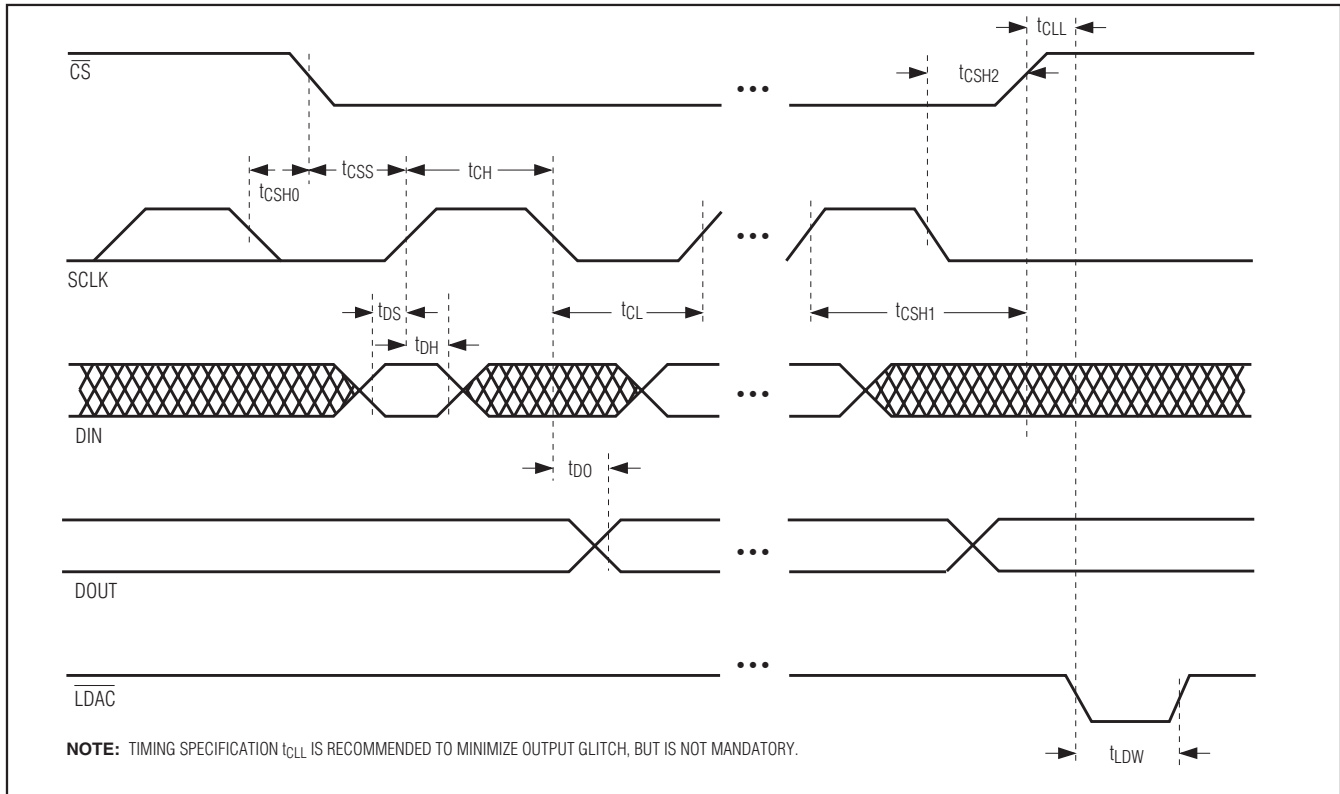 tCLL
CS
tCSH2
•••
tCSH0
tCSS
tCH
•••
SCLK
tDS
tCL
tCSH1
tDH
•••
DIN
tDO
•••
DOUT
•••
LDAC
NOTE: TIMING SPECIFICATION tCLL IS RECOMMENDED TO MINIMIZE OUTPUT GLITCH, BUT IS NOT MANDATORY.
tLDW